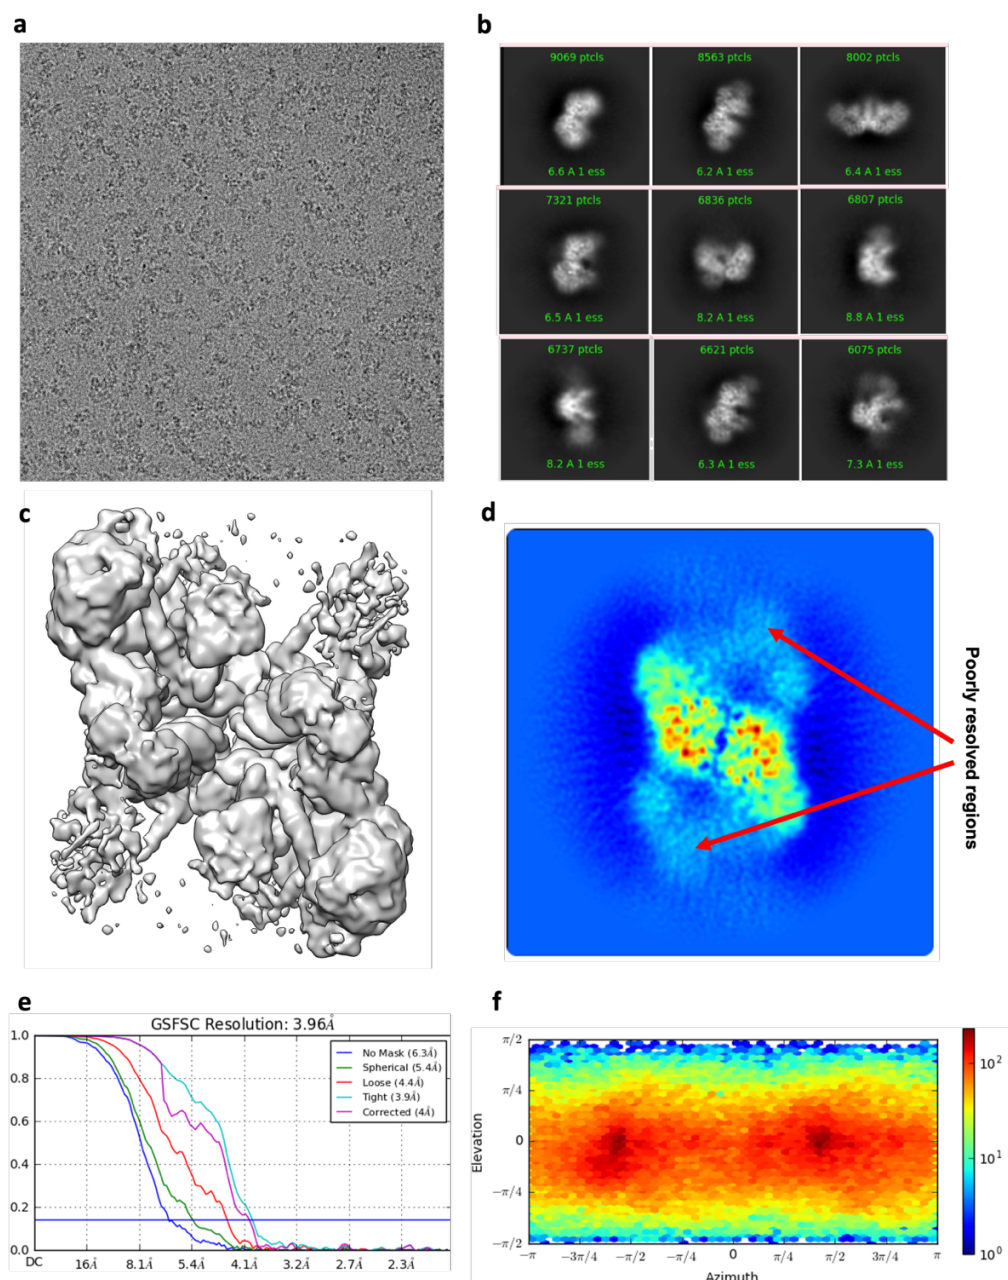 a
b
9069 ptcls
8563 ptcls
8002 ptcls
6.6 A 1 ess
6.2 A 1 ess
6.4 A 1 ess
7321 ptcls
6836 ptcls
6807 ptcls
6.5 A 1 ess
8.2 A 1 ess
8.8 A 1 ess
6737 ptcls
6621 ptcls
6075 ptcls
8.2 A 1 ess
6.3 A 1 ess
7.3 A 1 ess
c
d
Poorly resolved regions
e
GSFSC Resolution: 3.96Å
1.0
0.8
0.6
0.4
0.2
0.0
No Mask (6.3Å)
Spherical (5.4Å)
Loose (4.4Å)
Tight (3.9Å)
Corrected (4Å)
DC
16Å
8.1Å
5.4Å
4.1Å
3.2Å
2.7Å
2.3Å
f
π/2
π/4
0
−π/4
−π/2
Elevation
−π
−3π/4
−π/2
−π/4
0
π/4
π/2
3π/4
π
Azimuth
10²
10¹
10⁰